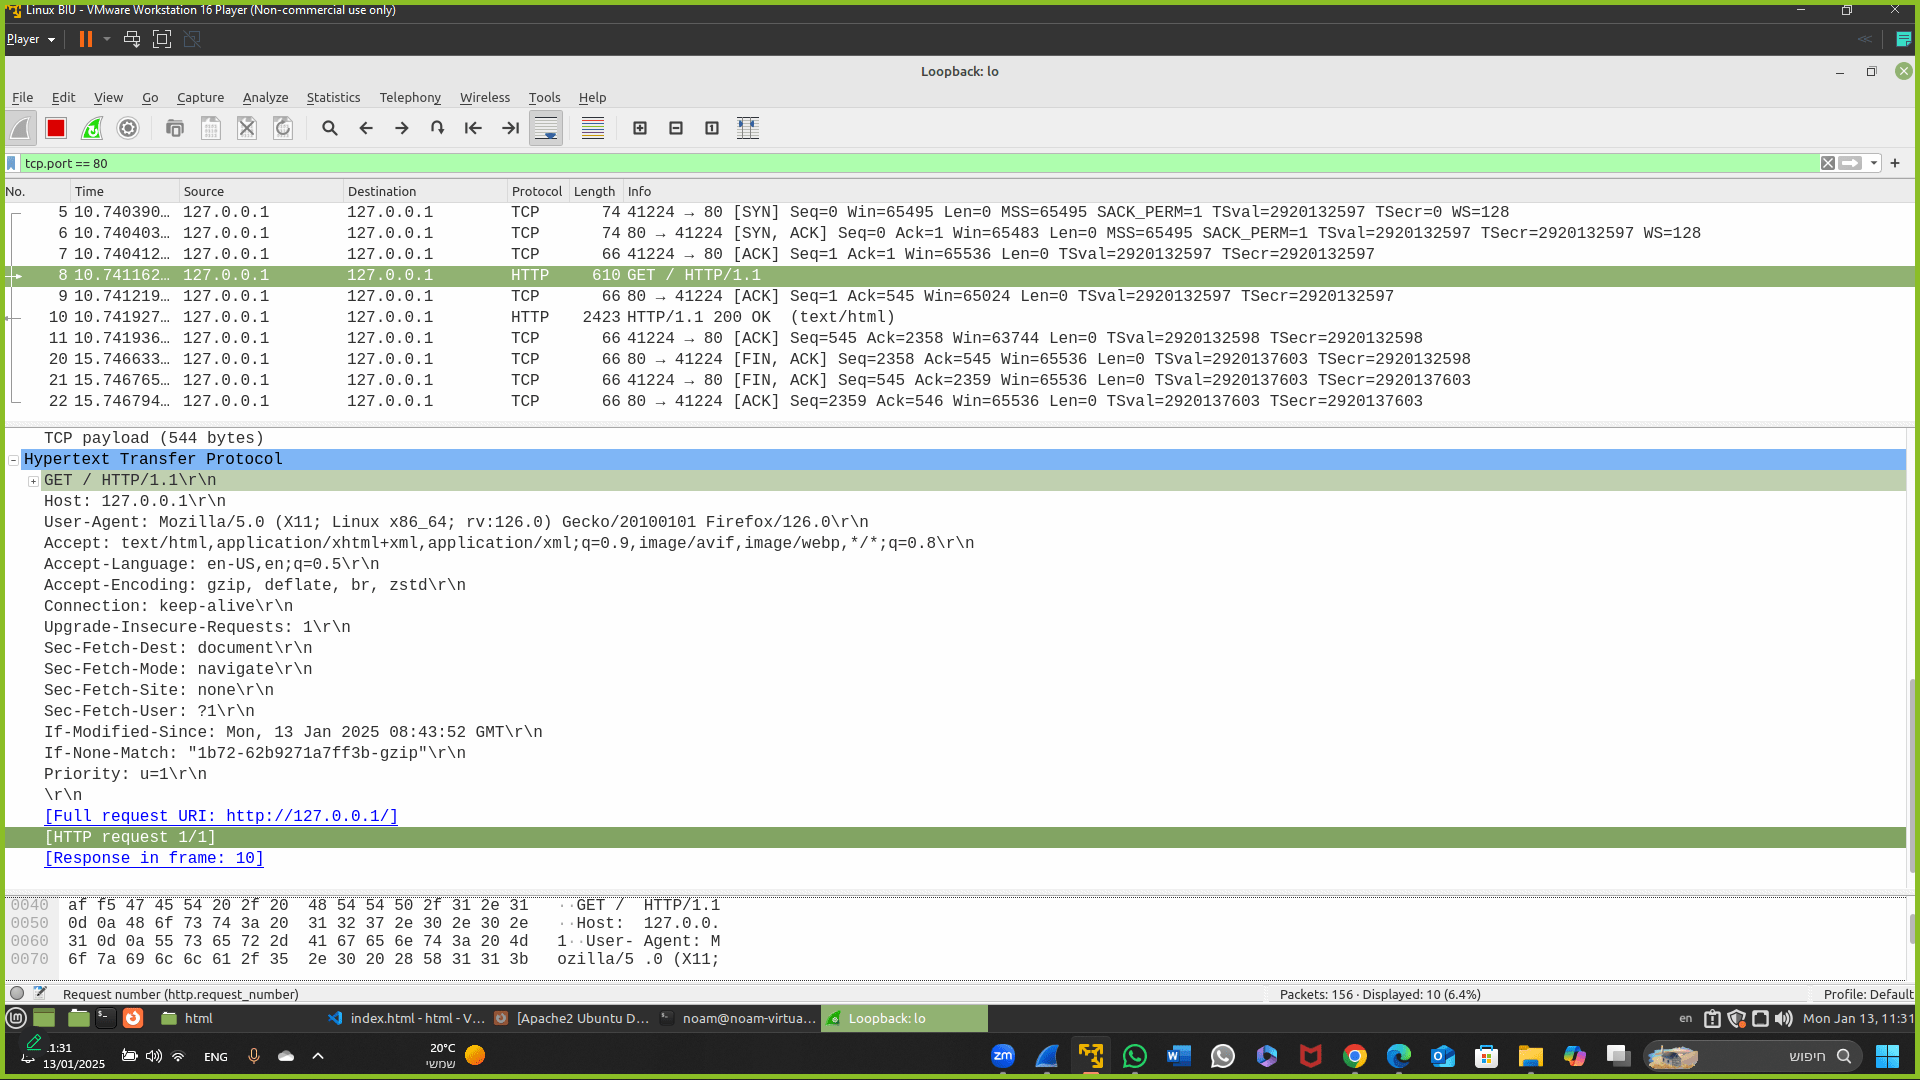 Linux BIU - VMware Workstation 16 Player (Non-commercial use only)
Player
Loopback: lo
File Edit View Go Capture Analyze Statistics Telephony Wireless Tools Help
tcp.port == 80
No. Time Source Destination Protocol Length Info
5 10.740390… 127.0.0.1 127.0.0.1 TCP 74 41224 → 80 [SYN] Seq=0 Win=65495 Len=0 MSS=65495 SACK_PERM=1 TSval=2920132597 TSecr=0 WS=128
6 10.740403… 127.0.0.1 127.0.0.1 TCP 74 80 → 41224 [SYN, ACK] Seq=0 Ack=1 Win=65483 Len=0 MSS=65495 SACK_PERM=1 TSval=2920132597 TSecr=2920132597 WS=128
7 10.740412… 127.0.0.1 127.0.0.1 TCP 66 41224 → 80 [ACK] Seq=1 Ack=1 Win=65536 Len=0 TSval=2920132597 TSecr=2920132597
8 10.741162… 127.0.0.1 127.0.0.1 HTTP 610 GET / HTTP/1.1
9 10.741219… 127.0.0.1 127.0.0.1 TCP 66 80 → 41224 [ACK] Seq=1 Ack=545 Win=65024 Len=0 TSval=2920132597 TSecr=2920132597
10 10.741927… 127.0.0.1 127.0.0.1 HTTP 2423 HTTP/1.1 200 OK (text/html)
11 10.741936… 127.0.0.1 127.0.0.1 TCP 66 41224 → 80 [ACK] Seq=545 Ack=2358 Win=63744 Len=0 TSval=2920132598 TSecr=2920132598
20 15.746633… 127.0.0.1 127.0.0.1 TCP 66 80 → 41224 [FIN, ACK] Seq=2358 Ack=545 Win=65536 Len=0 TSval=2920137603 TSecr=2920132598
21 15.746765… 127.0.0.1 127.0.0.1 TCP 66 41224 → 80 [FIN, ACK] Seq=545 Ack=2359 Win=65536 Len=0 TSval=2920137603 TSecr=2920137603
22 15.746794… 127.0.0.1 127.0.0.1 TCP 66 80 → 41224 [ACK] Seq=2359 Ack=546 Win=65536 Len=0 TSval=2920137603 TSecr=2920137603
TCP payload (544 bytes)
Hypertext Transfer Protocol
GET / HTTP/1.1\r\n
Host: 127.0.0.1\r\n
User-Agent: Mozilla/5.0 (X11; Linux x86_64; rv:126.0) Gecko/20100101 Firefox/126.0\r\n
Accept: text/html,application/xhtml+xml,application/xml;q=0.9,image/avif,image/webp,*/*;q=0.8\r\n
Accept-Language: en-US,en;q=0.5\r\n
Accept-Encoding: gzip, deflate, br, zstd\r\n
Connection: keep-alive\r\n
Upgrade-Insecure-Requests: 1\r\n
Sec-Fetch-Dest: document\r\n
Sec-Fetch-Mode: navigate\r\n
Sec-Fetch-Site: none\r\n
Sec-Fetch-User: ?1\r\n
If-Modified-Since: Mon, 13 Jan 2025 08:43:52 GMT\r\n
If-None-Match: "1b72-62b9271a7ff3b-gzip"\r\n
Priority: u=1\r\n
\r\n
[Full request URI: http://127.0.0.1/]
[HTTP request 1/1]
[Response in frame: 10]
0040 af f5 47 45 54 20 2f 20 48 54 54 50 2f 31 2e 31 ··GET / HTTP/1.1
0050 0d 0a 48 6f 73 74 3a 20 31 32 37 2e 30 2e 30 2e ··Host: 127.0.0.
0060 31 0d 0a 55 73 65 72 2d 41 67 65 6e 74 3a 20 4d 1··User- Agent: M
0070 6f 7a 69 6c 6c 61 2f 35 2e 30 20 28 58 31 31 3b ozilla/5 .0 (X11;
Request number (http.request_number) Packets: 156 · Displayed: 10 (6.4%) Profile: Default
html index.html - html - V… [Apache2 Ubuntu D… noam@noam-virtua… Loopback: lo en Mon Jan 13, 11:31
11:31
13/01/2025
ENG
20°C
שמשי
zm
חיפוש